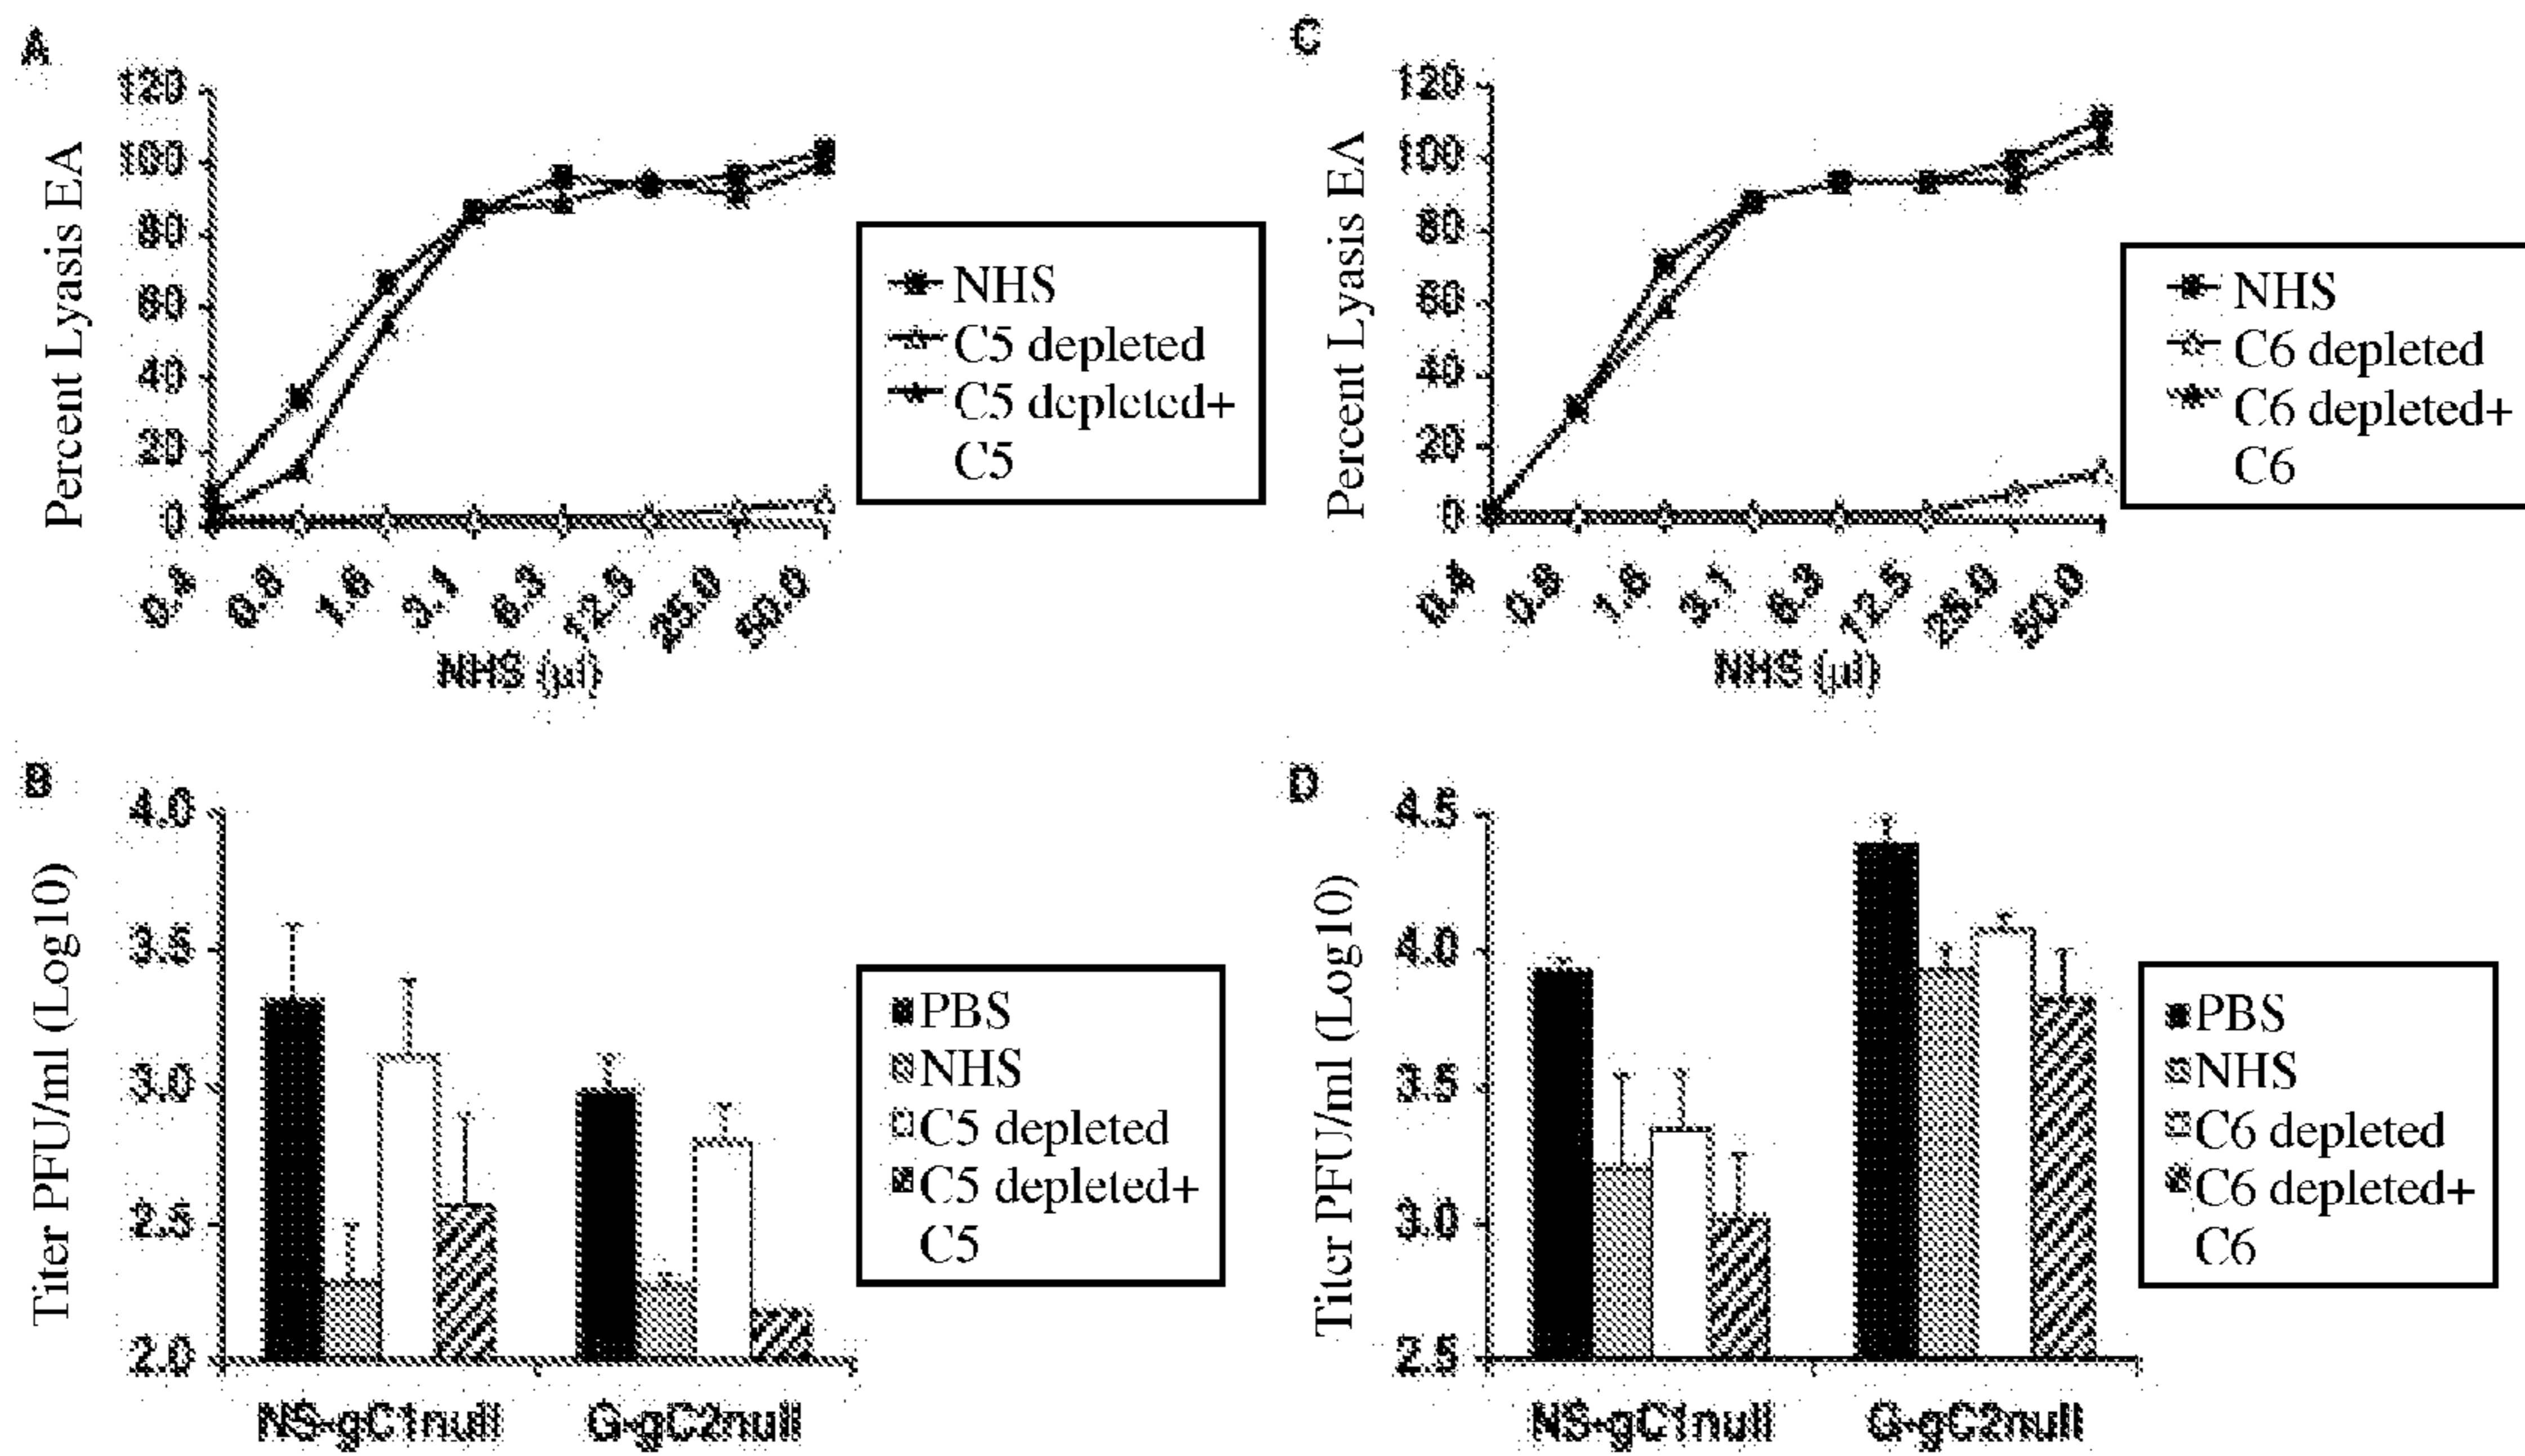 A
120
100
80
60
40
20
0
Percent Lyasis EA
0.4
0.8
1.6
3.1
6.3
12.5
25.0
50.0
NHS (µl)
NHS
C5 depleted
C5 depleted+
C5
C
120
100
80
60
40
20
0
Percent Lyasis EA
0.4
0.8
1.6
3.1
6.3
12.5
25.0
50.0
NHS (µl)
NHS
C6 depleted
C6 depleted+
C6
B
4.0
3.5
3.0
2.5
2.0
Titer PFU/ml (Log10)
NS-gC1null
G-gC2null
PBS
NHS
C5 depleted
C5 depleted+
C5
D
4.5
4.0
3.5
3.0
2.5
Titer PFU/ml (Log10)
NS-gC1null
G-gC2null
PBS
NHS
C6 depleted
C6 depleted+
C6